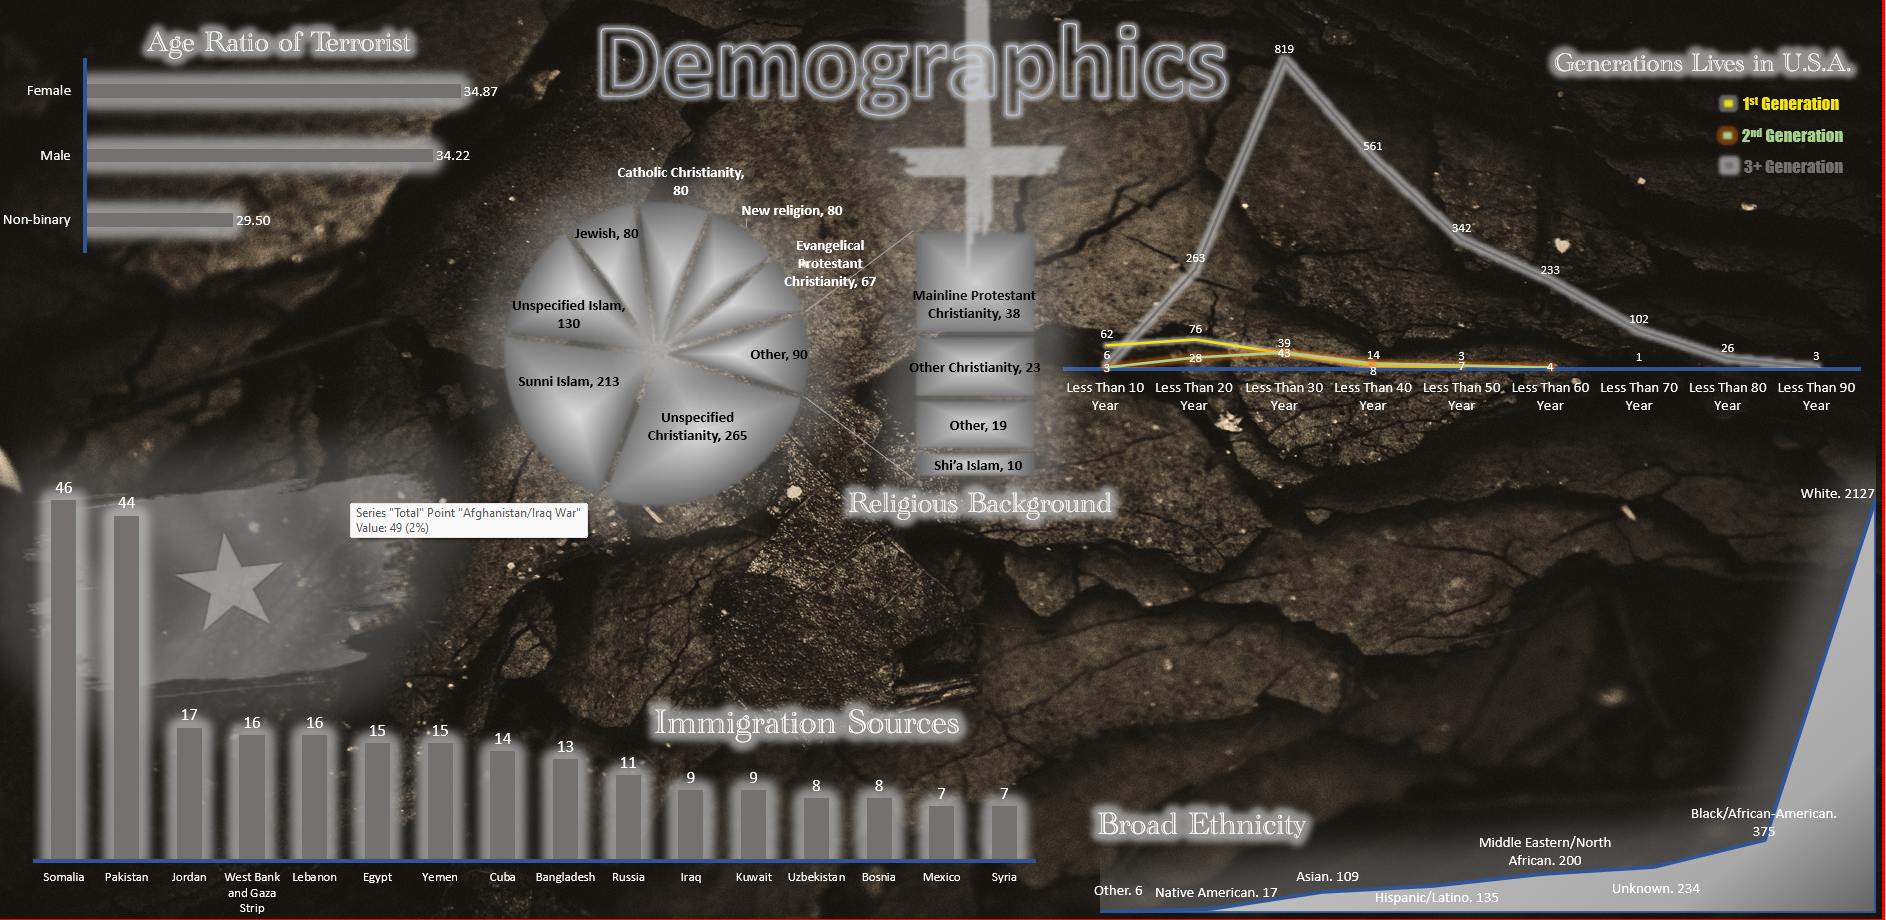 Demographics
Age Ratio of Terrorist
Female
34.87
Male
34.22
Non-binary
29.50
Catholic Christianity,
80
New religion, 80
Evangelical
Protestant
Christianity, 67
Jewish, 80
Unspecified Islam,
130
Other, 90
Sunni Islam, 213
Unspecified
Christianity, 265
Mainline Protestant
Christianity, 38
Other Christianity, 23
Other, 19
Shi'a Islam, 10
Religious Background
Generations Lives in U.S.A.
1st Generation
2nd Generation
3+ Generation
819
561
342
263
233
102
26
3
62
76
39
14
3
1
6
3
28
43
8
7
4
Less Than 10
Year
Less Than 20
Year
Less Than 30
Year
Less Than 40
Year
Less Than 50
Year
Less Than 60
Year
Less Than 70
Year
Less Than 80
Year
Less Than 90
Year
Series "Total" Point "Afghanistan/Iraq War"
Value: 49 (2%)
Immigration Sources
46
44
17
16
16
15
15
14
13
11
9
9
8
8
7
7
Somalia
Pakistan
Jordan
West Bank
and Gaza
Strip
Lebanon
Egypt
Yemen
Cuba
Bangladesh
Russia
Iraq
Kuwait
Uzbekistan
Bosnia
Mexico
Syria
Broad Ethnicity
White. 2127
Black/African-American.
375
Middle Eastern/North
African. 200
Unknown. 234
Asian. 109
Hispanic/Latino. 135
Other. 6
Native American. 17